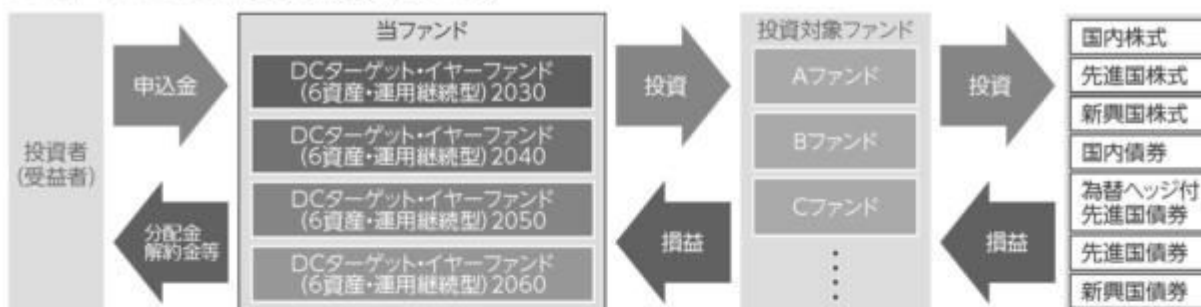 投資者
(受益者)
申込金
分配金
解約金等
当ファンド
DCターゲット・イヤーファンド
(6資産・運用継続型)2030
DCターゲット・イヤーファンド
(6資産・運用継続型)2040
DCターゲット・イヤーファンド
(6資産・運用継続型)2050
DCターゲット・イヤーファンド
(6資産・運用継続型)2060
投資
損益
投資対象ファンド
Aファンド
Bファンド
Cファンド
投資
損益
国内株式
先進国株式
新興国株式
国内債券
為替ヘッジ付
先進国債券
先進国債券
新興国債券